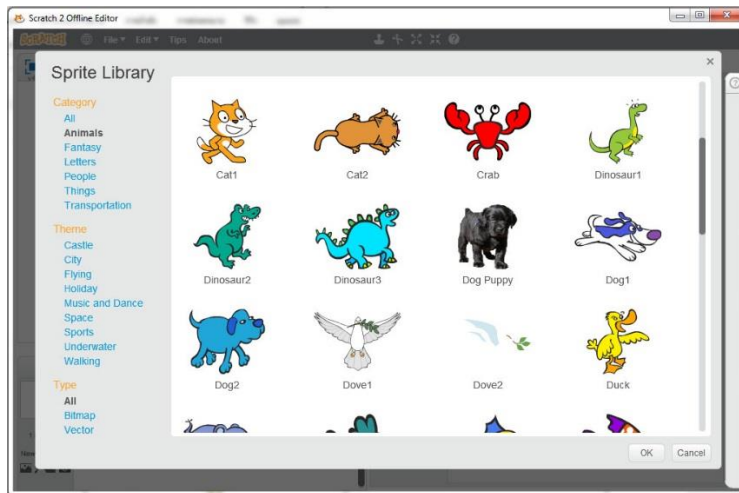 Scratch 2 Offline Editor
SCRATCH File Edit Tips About
Sprite Library
Category
All
Animals
Fantasy
Letters
People
Things
Transportation
Theme
Castle
City
Flying
Holiday
Music and Dance
Space
Sports
Underwater
Walking
Type
All
Bitmap
Vector
Cat1 Cat2 Crab Dinosaur1
Dinosaur2 Dinosaur3 Dog Puppy Dog1
Dog2 Dove1 Dove2 Duck
OK Cancel